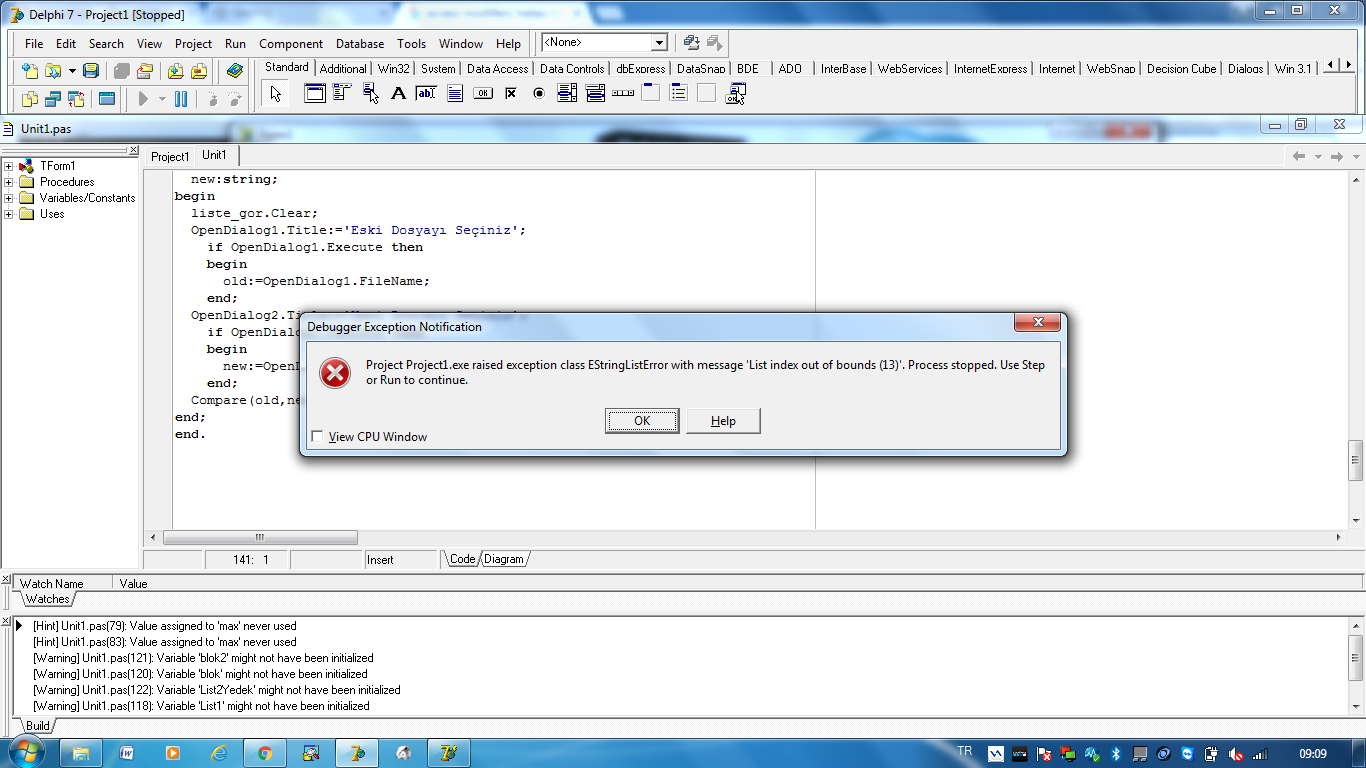 Delphi 7 - Project1 [Stopped]
File Edit Search View Project Run Component Database Tools Window Help <None>
Standard Additional Win32 System Data Access Data Controls dbExpress DataSnap BDE ADO InterBase WebServices InternetExpress Internet WebSnap Decision Cube Dialogs Win 3.1
Unit1.pas
TForm1
Procedures
Variables/Constants
Uses
Project1 Unit1
new:string;
begin
liste_gor.Clear;
OpenDialog1.Title:='Eski Dosyayı Seçiniz';
if OpenDialog1.Execute then
begin
old:=OpenDialog1.FileName;
end;
OpenDialog2.
if OpenDia
begin
new:=OpenD
end;
Compare(old,ne
end;
end.
Debugger Exception Notification
Project Project1.exe raised exception class EStringListError with message 'List index out of bounds (13)'. Process stopped. Use Step
or Run to continue.
OK Help
View CPU Window
141: 1 Insert Code Diagram
Watch Name Value
Watches
[Hint] Unit1.pas(79): Value assigned to 'max' never used
[Hint] Unit1.pas(83): Value assigned to 'max' never used
[Warning] Unit1.pas(121): Variable 'blok2' might not have been initialized
[Warning] Unit1.pas(120): Variable 'blok' might not have been initialized
[Warning] Unit1.pas(122): Variable 'List2Yedek' might not have been initialized
[Warning] Unit1.pas(118): Variable 'List1' might not have been initialized
Build
TR 09:09